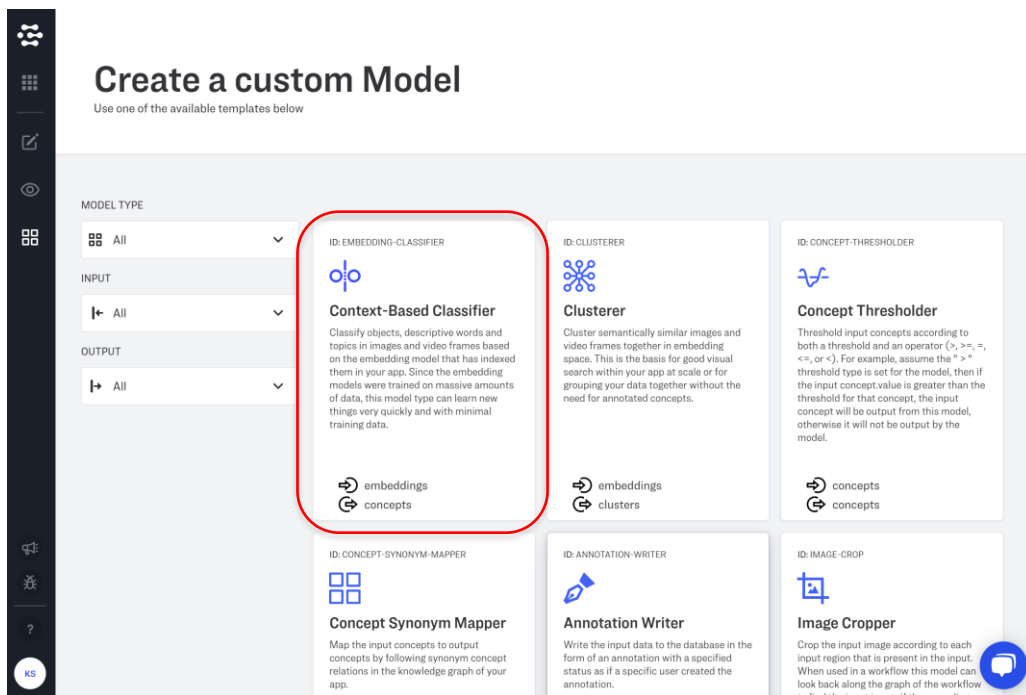 Create a custom Model
Use one of the available templates below
MODEL TYPE
All
INPUT
All
OUTPUT
All
ID: EMBEDDING-CLASSIFIER
Context-Based Classifier
Classify objects, descriptive words and
topics in images and video frames based
on the embedding model that has indexed
them in your app. Since the embedding
models were trained on massive amounts
of data, this model type can learn new
things very quickly and with minimal
training data.
embeddings
concepts
ID: CLUSTERER
Clusterer
Cluster semantically similar images and
video frames together in embedding
space. This is the basis for good visual
search within your app at scale or for
grouping your data together without the
need for annotated concepts.
embeddings
clusters
ID: CONCEPT-THRESHOLDER
Concept Thresholder
Threshold input concepts according to
both a threshold and an operator (>, >=, =,
<=, or <). For example, assume the " > "
threshold type is set for the model, then if
the input concept.value is greater than the
threshold for that concept, the input
concept will be output from this model,
otherwise it will not be output by the
model.
concepts
concepts
ID: CONCEPT-SYNONYM-MAPPER
Concept Synonym Mapper
Map the input concepts to output
concepts by following synonym concept
relations in the knowledge graph of your
app.
ID: ANNOTATION-WRITER
Annotation Writer
Write the input data to the database in the
form of an annotation with a specified
status as if a specific user created the
annotation.
ID: IMAGE-CROP
Image Cropper
Crop the input image according to each
input region that is present in the input.
When used in a workflow this model can
look back along the graph of the workflow
?
KS